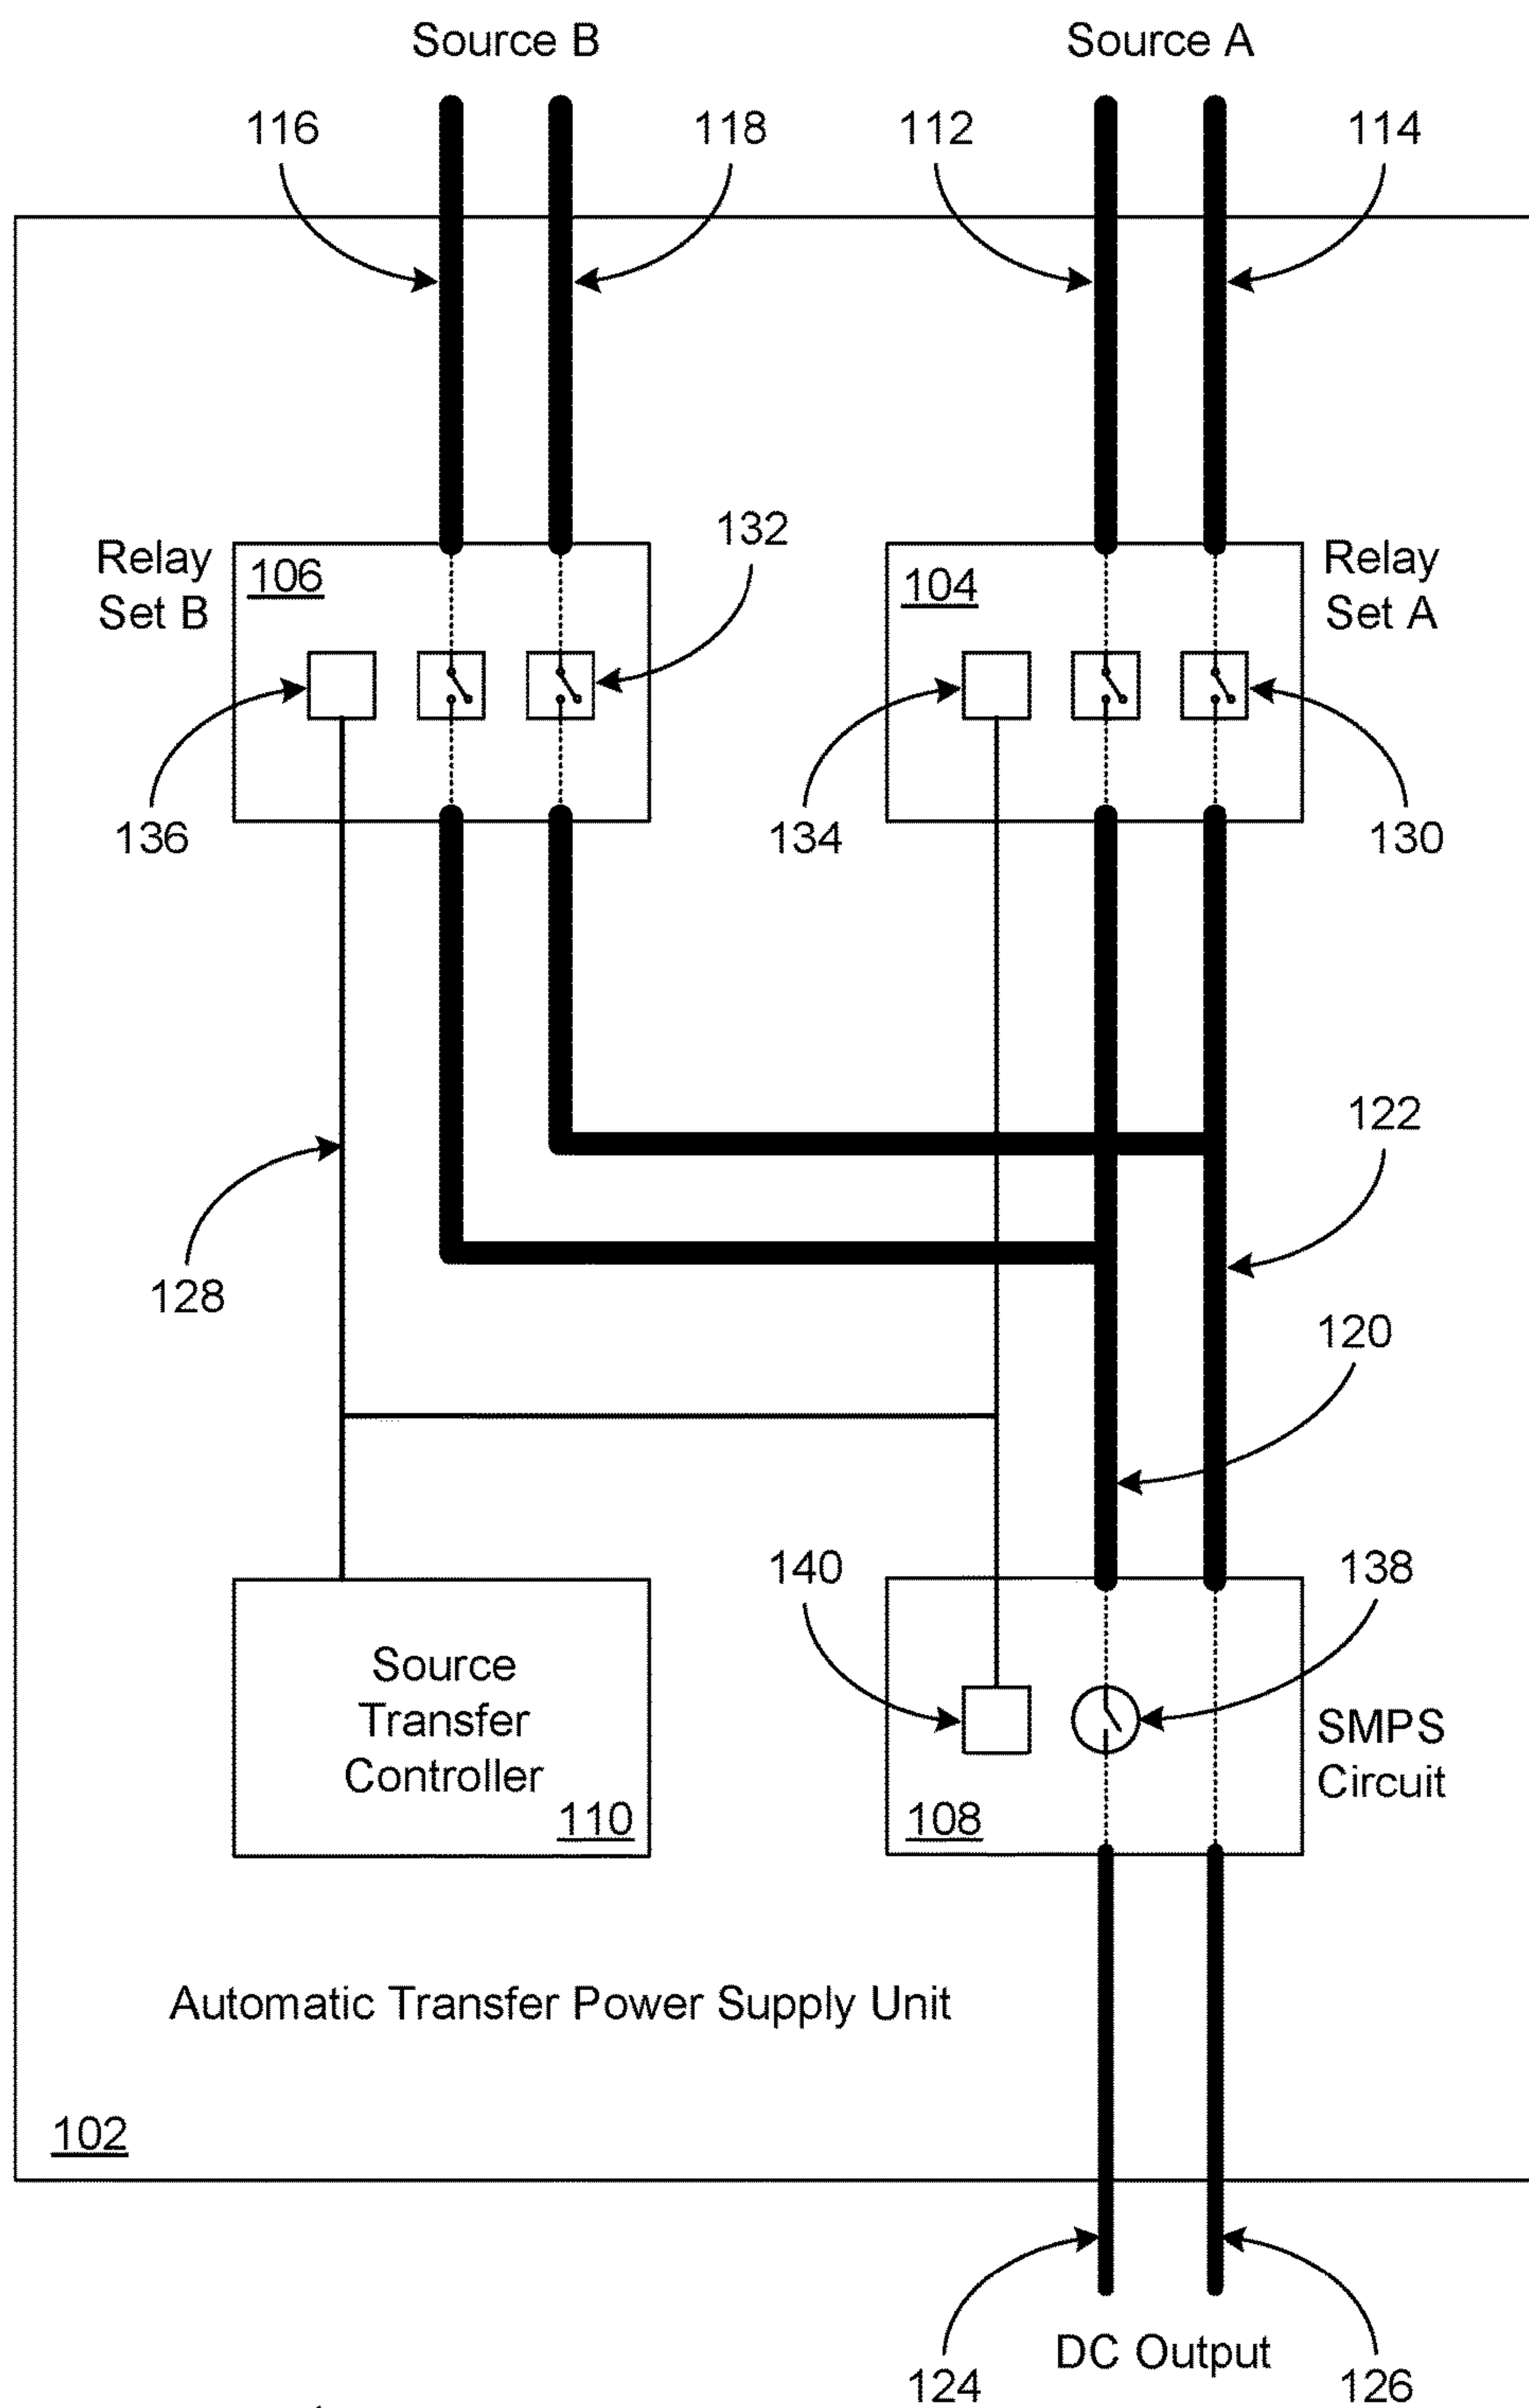 Source B
Source A
116
118
112
114
Relay
Set B
106
132
104
Relay
Set A
136
134
130
122
128
120
140
138
Source
Transfer
Controller
110
108
SMPS
Circuit
Automatic Transfer Power Supply Unit
102
124
DC Output
126